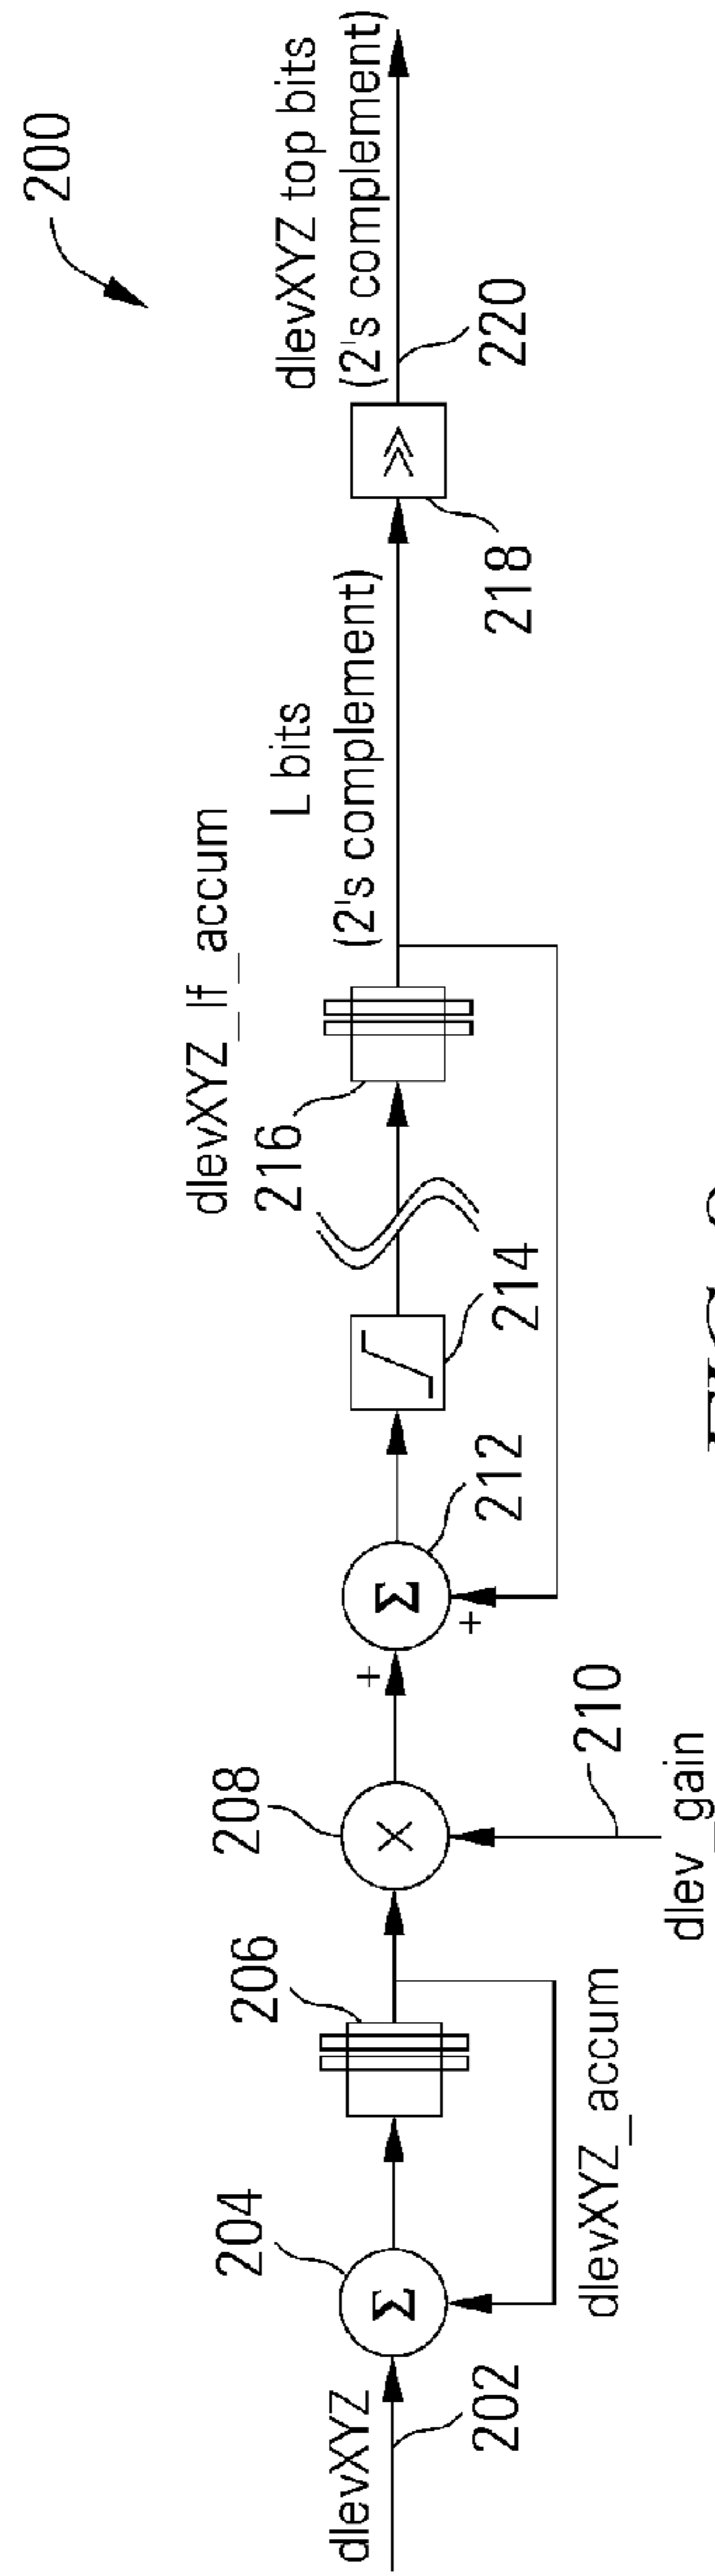 200
dlevXYZ
202
204
dlevXYZ_accum
206
208
dlev_gain
210
Σ
×
Σ
+
+
212
214
dlevXYZ_lf_accum
216
L bits
(2's complement)
>>
218
dlevXYZ top bits
(2's complement)
220